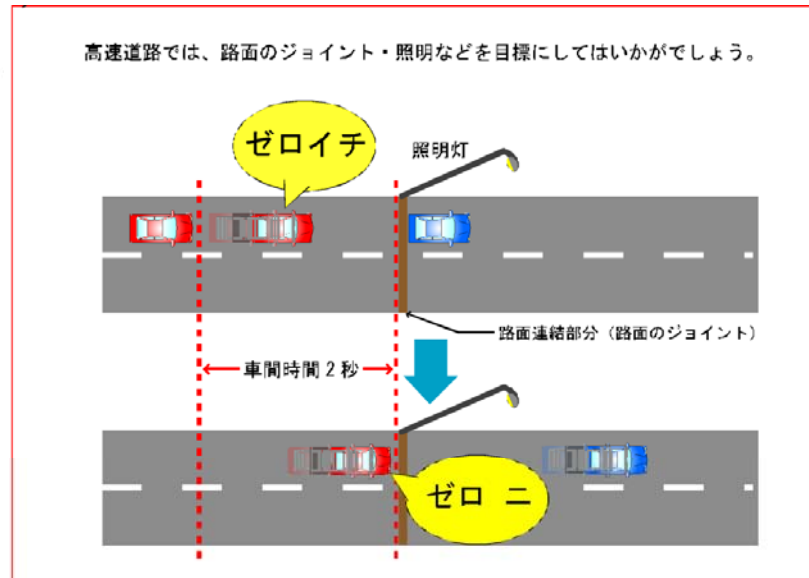 高速道路では、路面のジョイント・照明などを目標にしてはいかがでしょう。
ゼロイチ
照明灯
路面連結部分（路面のジョイント）
車間時間２秒
ゼロ ニ